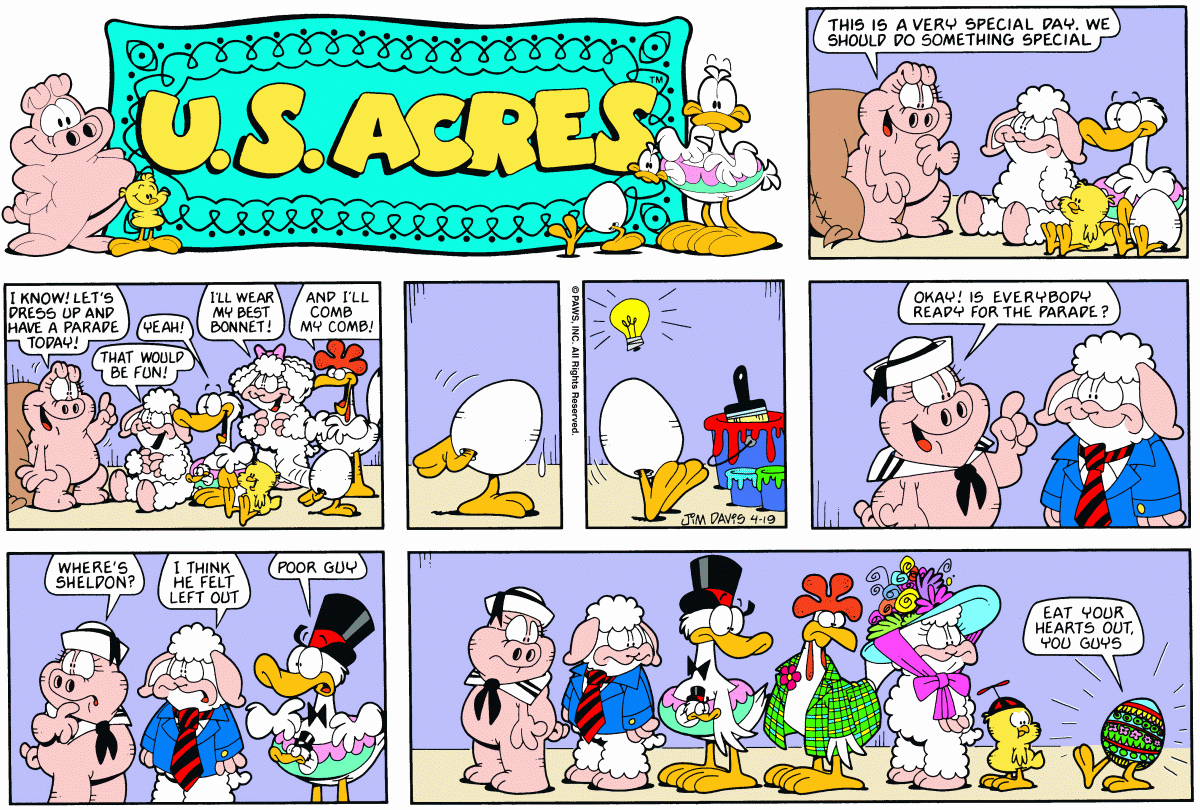 U.S. ACRES
™
THIS IS A VERY SPECIAL DAY. WE
SHOULD DO SOMETHING SPECIAL
I KNOW! LET'S
DRESS UP AND
HAVE A PARADE
TODAY!
THAT WOULD
BE FUN!
YEAH!
I'LL WEAR
MY BEST
BONNET!
AND I'LL
COMB
MY COMB!
© PAWS, INC. All Rights Reserved.
JIM DAVIS 4-19
OKAY! IS EVERYBODY
READY FOR THE PARADE?
WHERE'S
SHELDON?
I THINK
HE FELT
LEFT OUT
POOR GUY
EAT YOUR
HEARTS OUT,
YOU GUYS